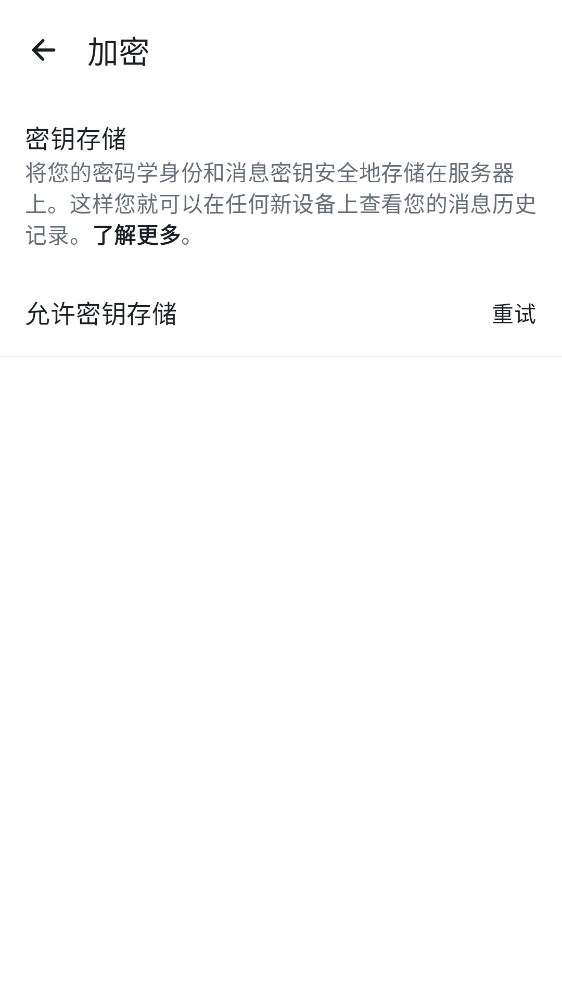 加密
密钥存储
将您的密码学身份和消息密钥安全地存储在服务器
上。这样您就可以在任何新设备上查看您的消息历史
记录。了解更多。
允许密钥存储
重试